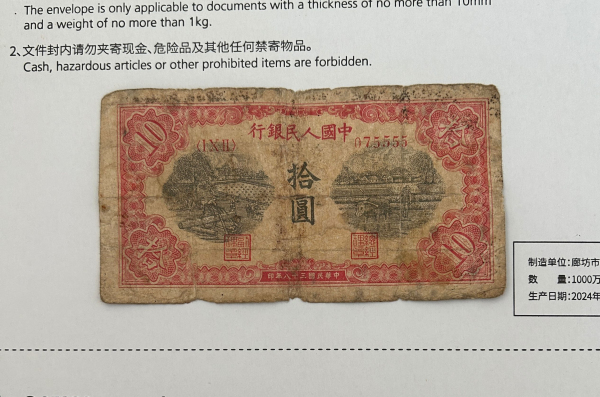 . The envelope is only applicable to documents with a thickness of no more than 10mm
and a weight of no more than 1kg.
2、文件封内请勿夹寄现金、危险品及其他任何禁寄物品。
Cash, hazardous articles or other prohibited items are forbidden.
10
行銀民人國中
(IXII)
075555
拾圓
10
印年八十三國民華中
制造单位:廊坊市
数 量:1000万
生产日期:2024年